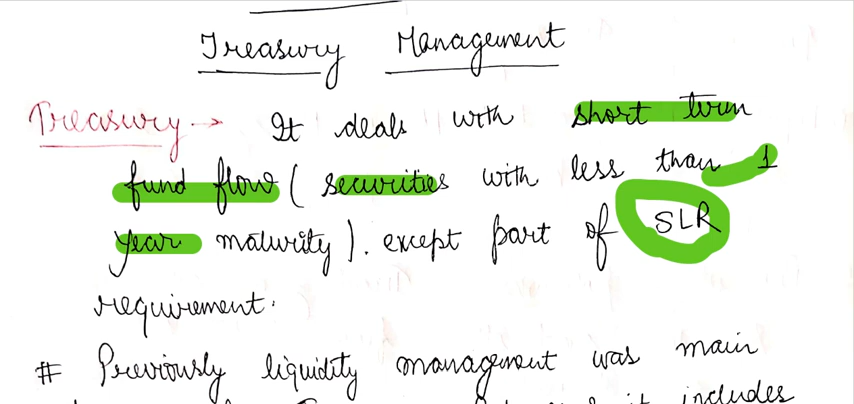 Treasury Management
Treasury → It deals with short term
fund flow ( securities with less than 1
year maturity ). except part of SLR
requirement.
# Previously liquidity management was main
it includes